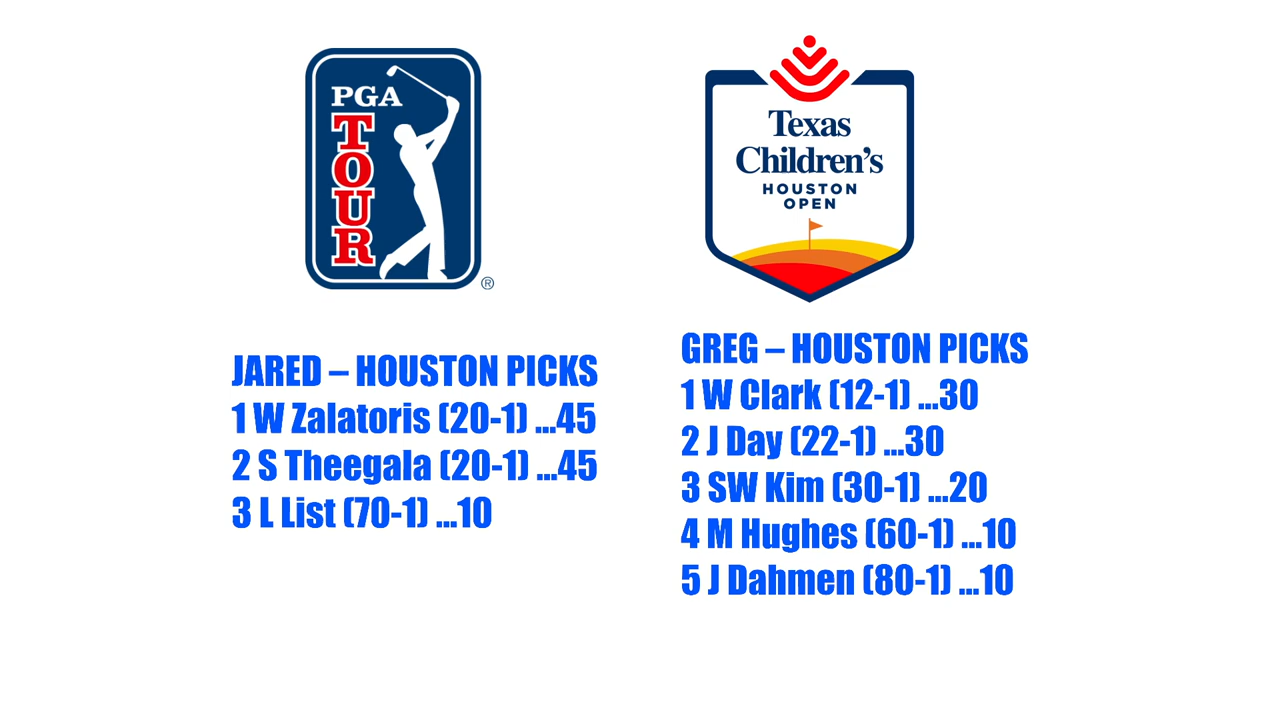 PGA
TOUR
®
Texas
Children's
HOUSTON
OPEN
JARED – HOUSTON PICKS
1 W Zalatoris (20-1) ...45
2 S Theegala (20-1) ...45
3 L List (70-1) ...10
GREG – HOUSTON PICKS
1 W Clark (12-1) ...30
2 J Day (22-1) ...30
3 SW Kim (30-1) ...20
4 M Hughes (60-1) ...10
5 J Dahmen (80-1) ...10